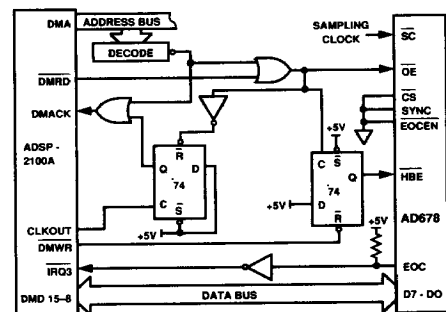 DMA
ADDRESS BUS
DECODE
SAMPLING
CLOCK
SC
DMRD
OE
DMACK
CS
SYNC
EOCEN
+5V
ADSP -
2100A
R
Q
D
'74
C
S
+5V
C
S
Q
'74
D
R
+5V
HBE
+5V
AD678
CLKOUT
DMWR
IRQ3
EOC
DMD 15–8
DATA BUS
D7 - DO